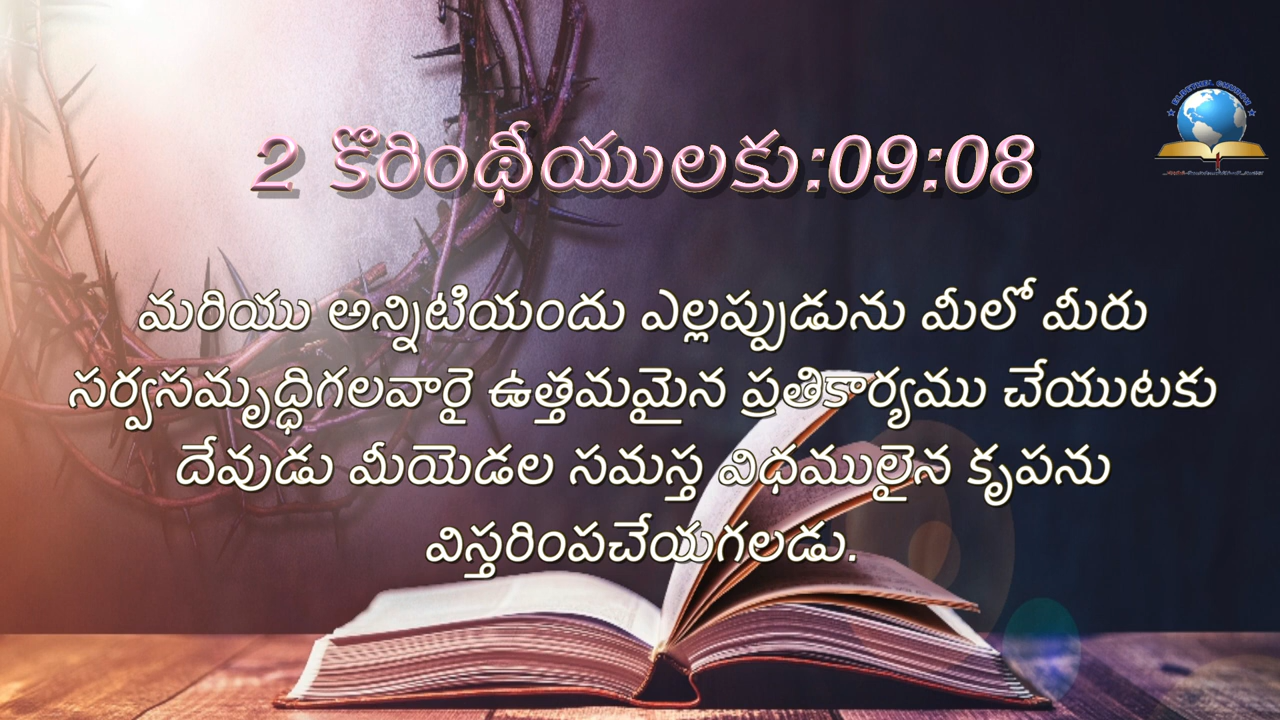 2 కొరింథీయులకు:09:08
మరియు అన్నిటియందు ఎల్లప్పుడును మీలో మీరు
సర్వసమృద్ధిగలవారై ఉత్తమమైన ప్రతికార్యము చేయుటకు
దేవుడు మీయెడల సమస్త విధములైన కృపను
విస్తరింపచేయగలడు.